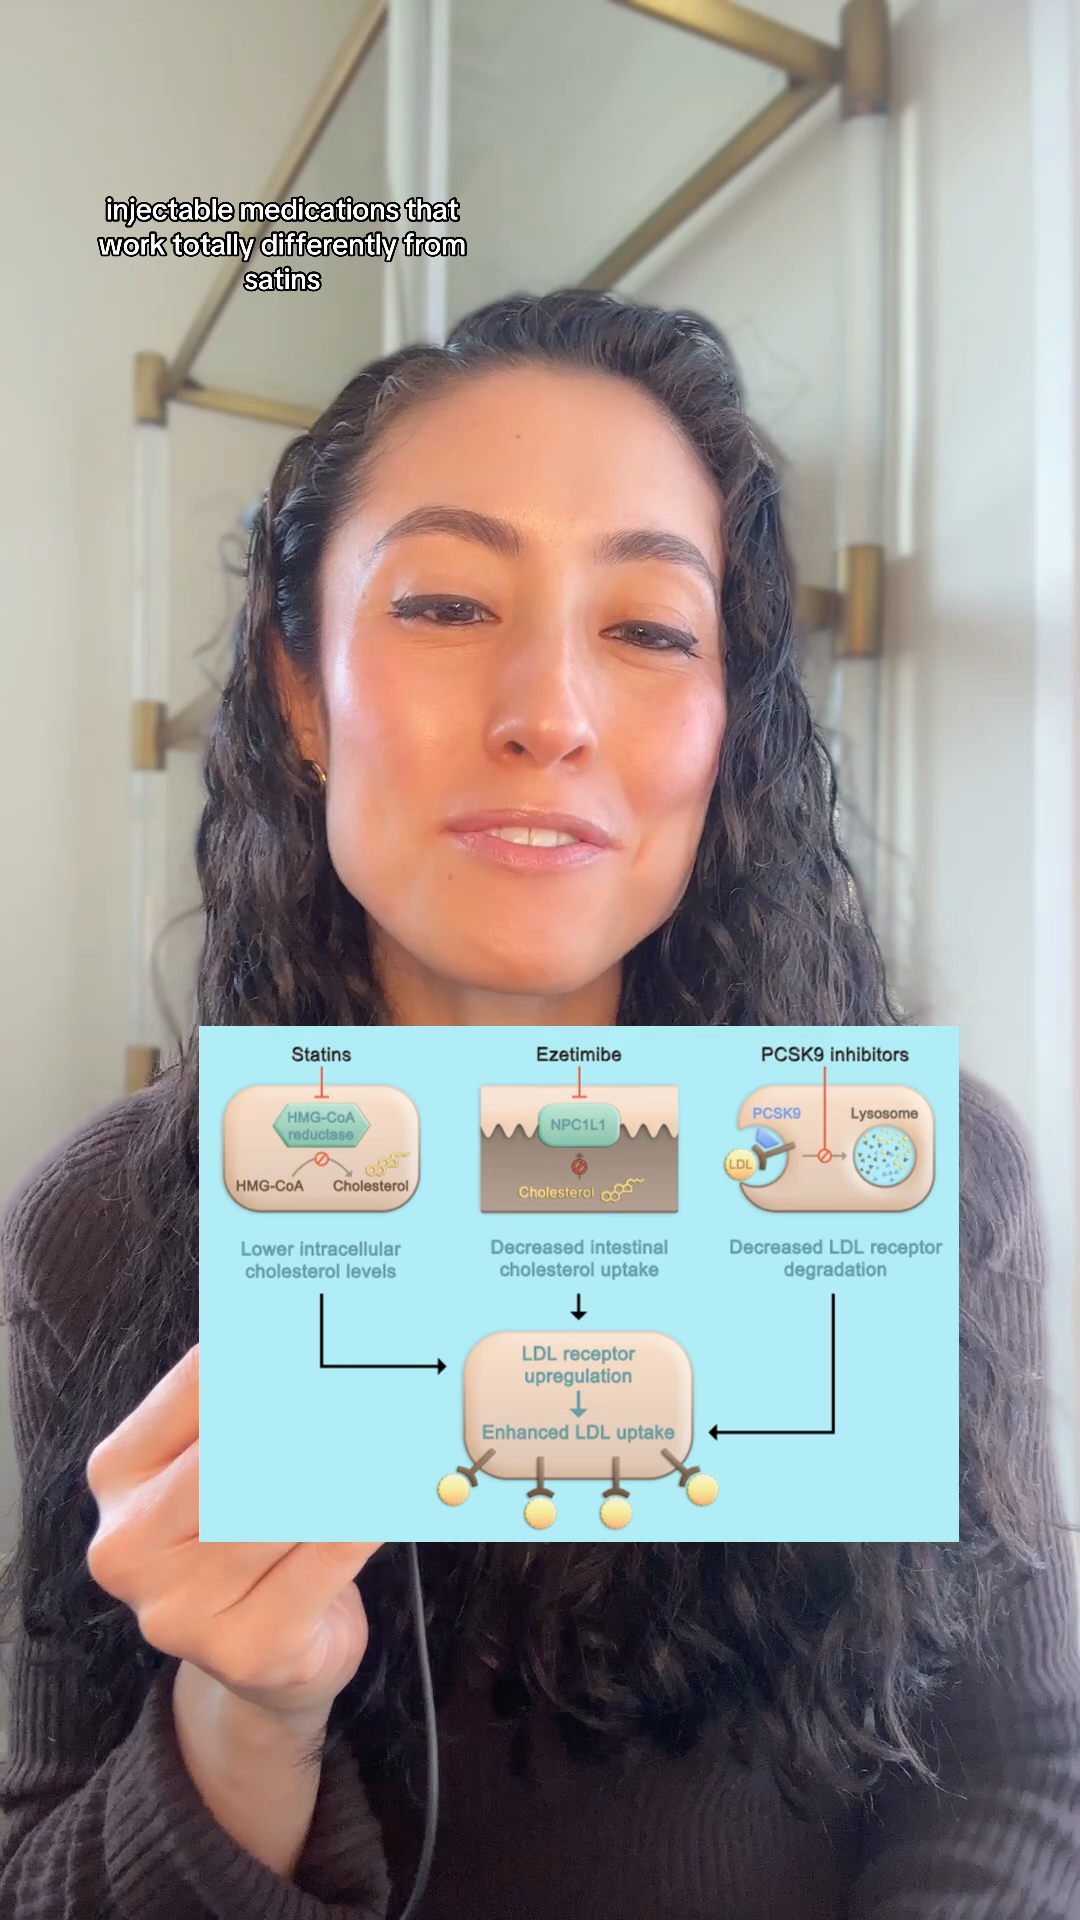 injectable medications that
work totally differently from
satins
Statins
HMG-CoA
reductase
HMG-CoA
Cholesterol
Lower intracellular
cholesterol levels
Ezetimibe
NPC1L1
Cholesterol
Decreased intestinal
cholesterol uptake
PCSK9 inhibitors
PCSK9
Lysosome
LDL
Decreased LDL receptor
degradation
LDL receptor
upregulation
Enhanced LDL uptake